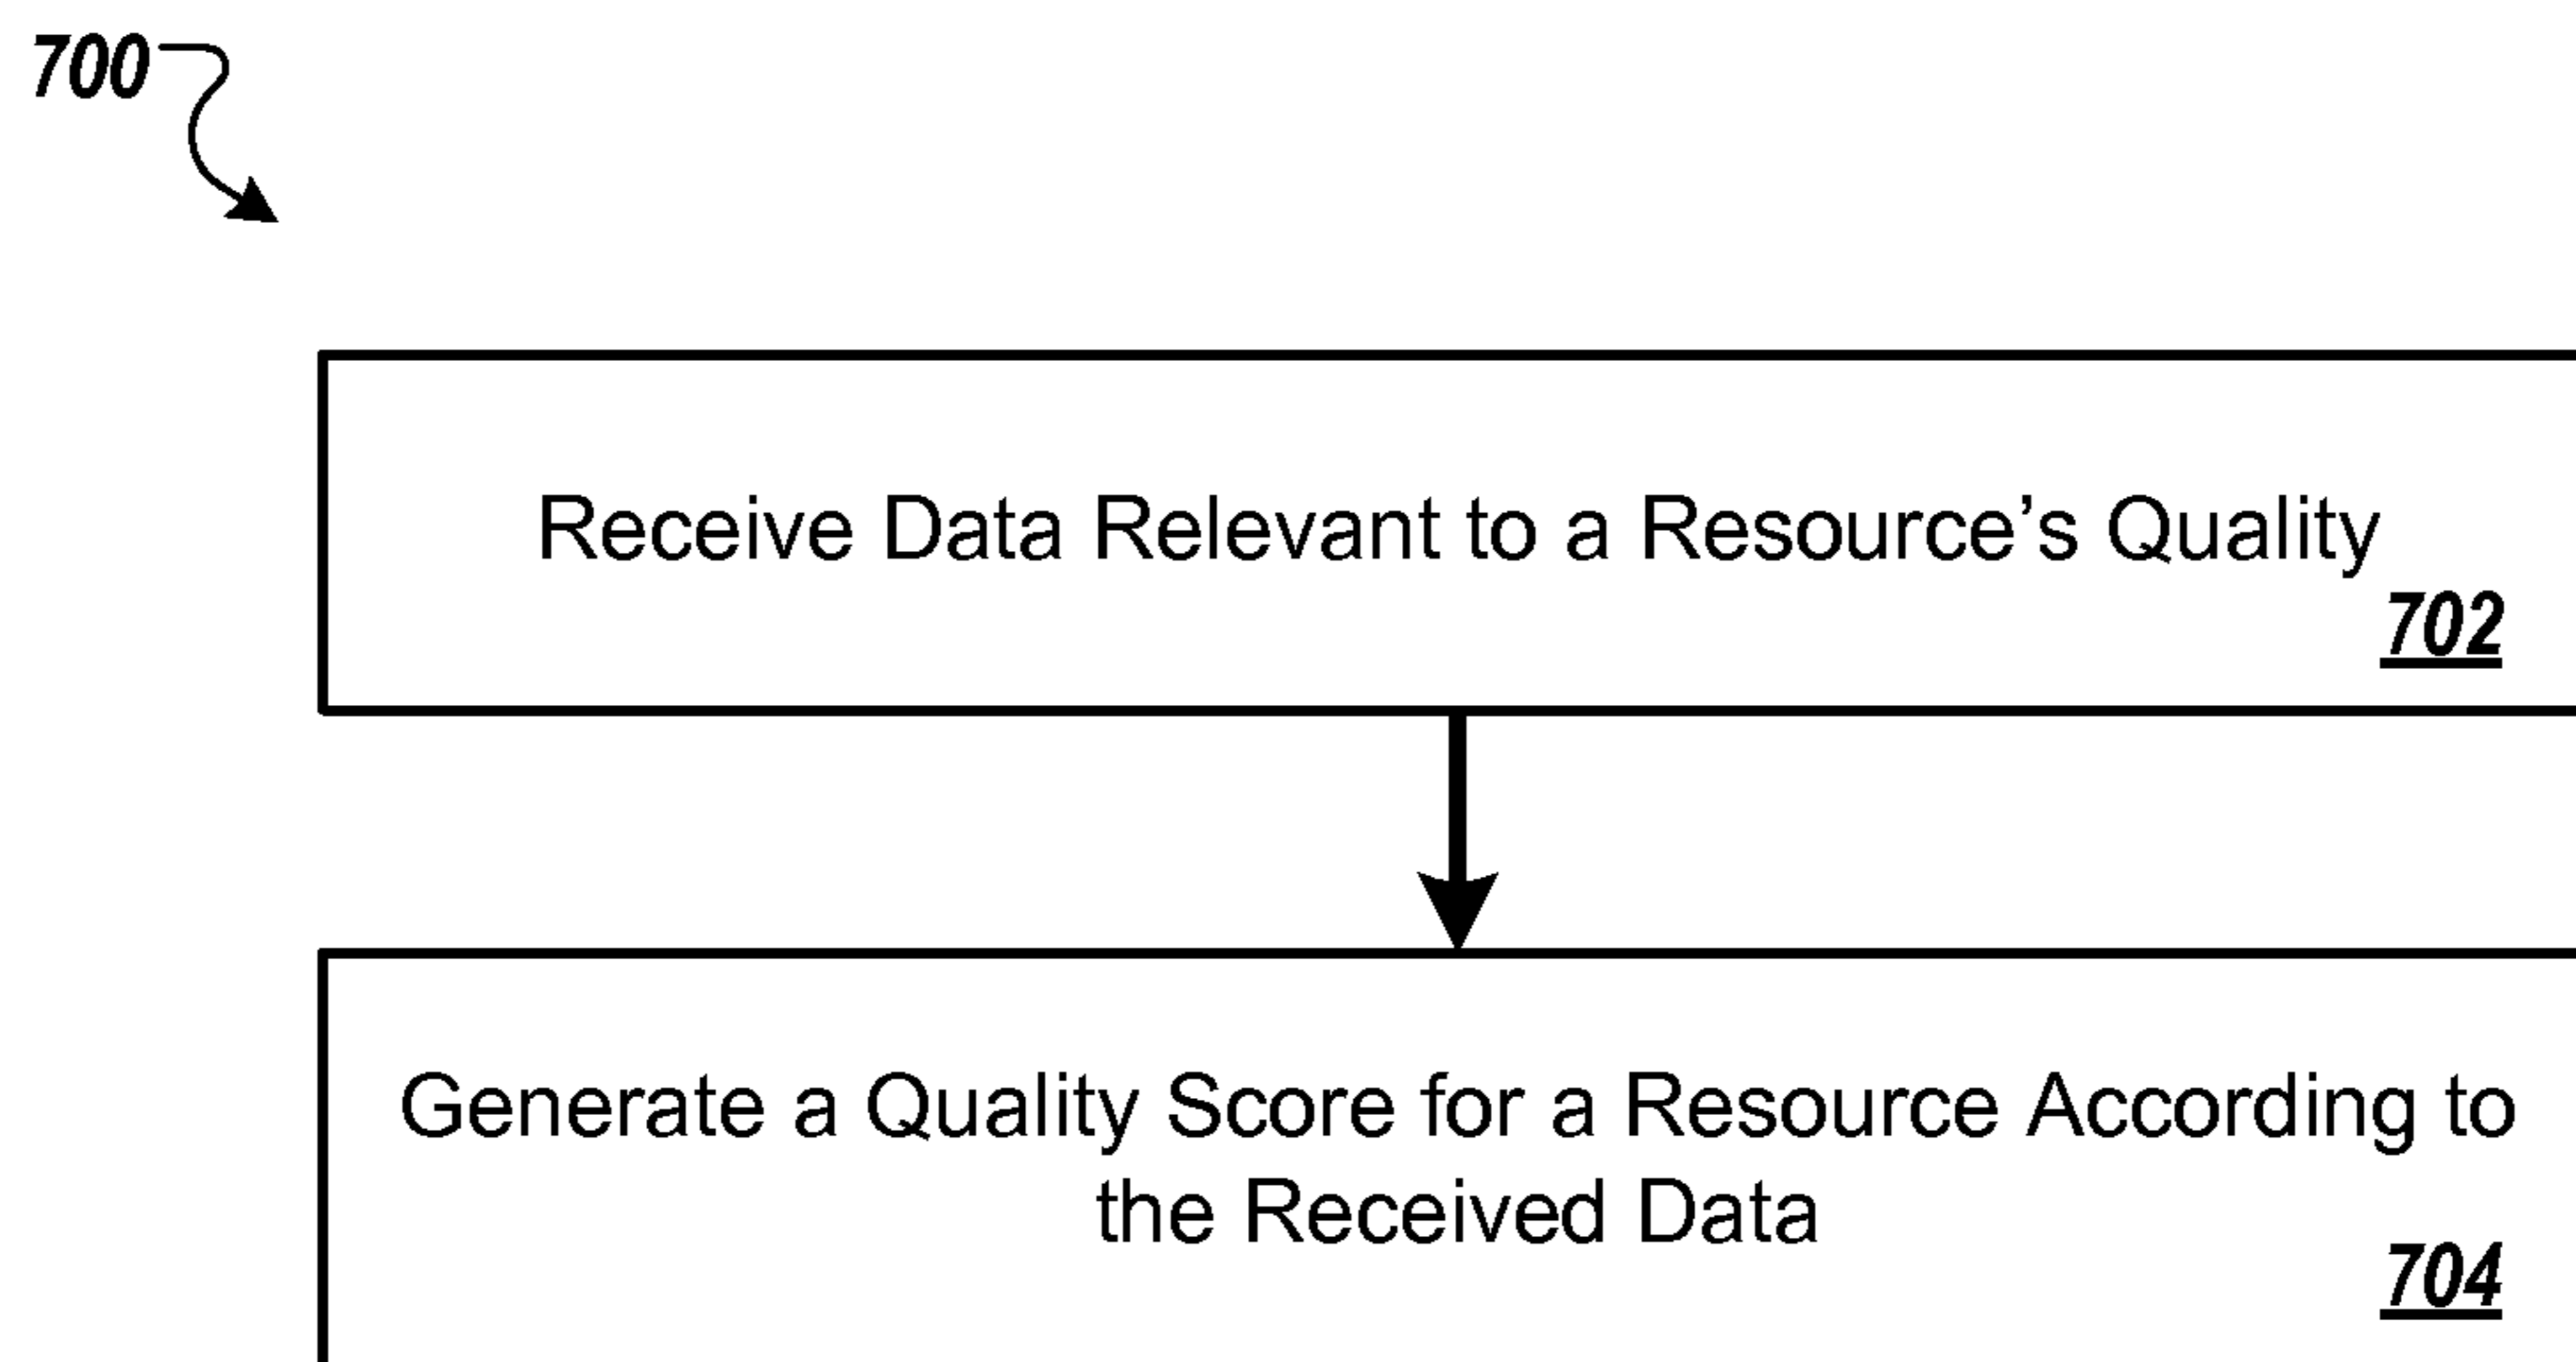 700
Receive Data Relevant to a Resource’s Quality
702
Generate a Quality Score for a Resource According to
the Received Data
704